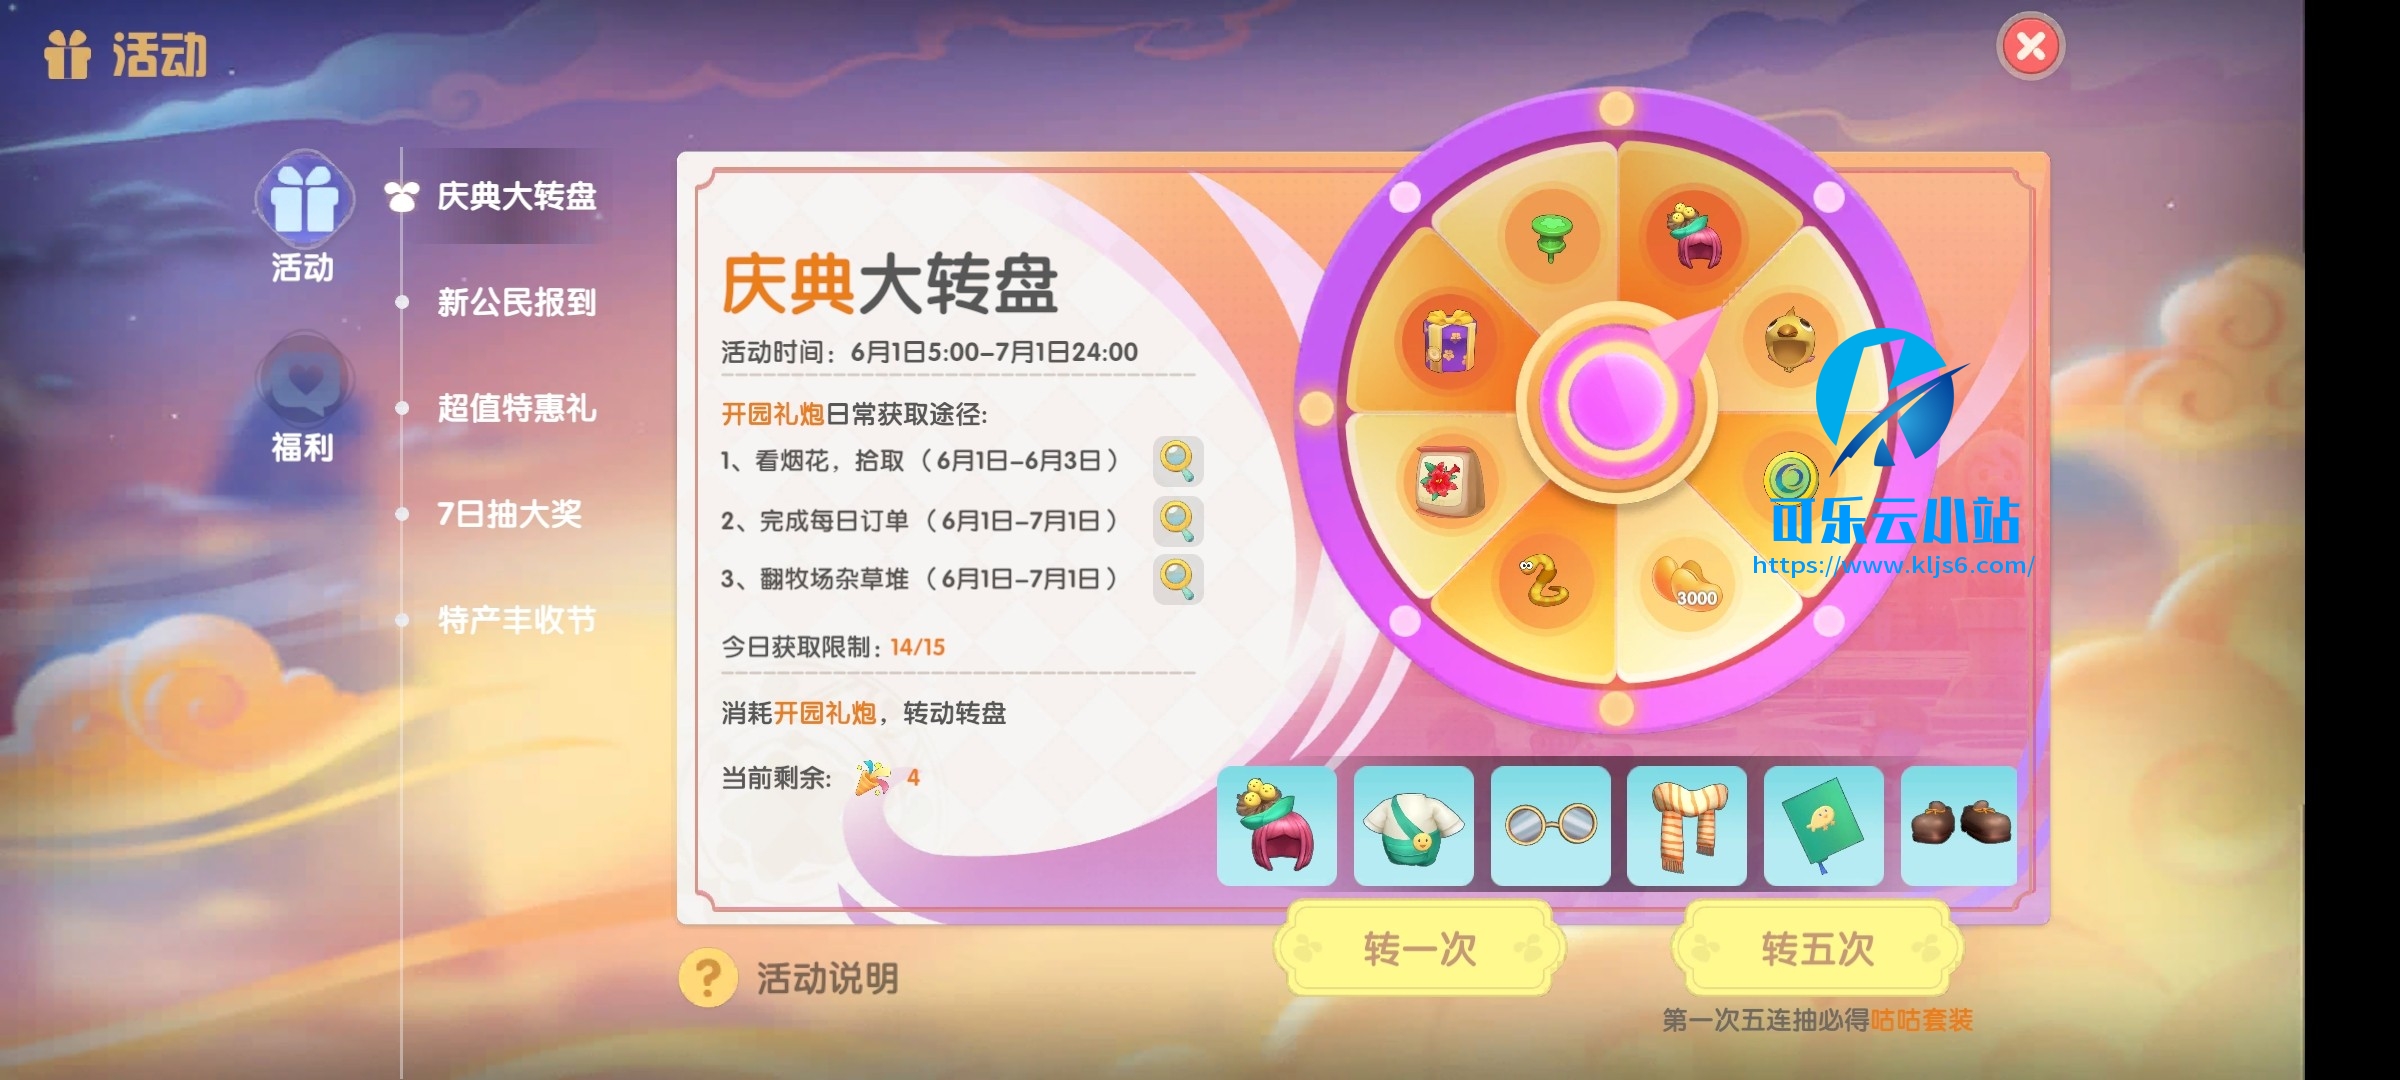 活动
活动
福利
庆典大转盘
新公民报到
超值特惠礼
7日抽大奖
特产丰收节
庆典大转盘
活动时间：6月1日5:00-7月1日24:00
开园礼炮日常获取途径:
1、看烟花，拾取（6月1日-6月3日）
2、完成每日订单（6月1日-7月1日）
3、翻牧场杂草堆（6月1日-7月1日）
今日获取限制: 14/15
消耗开园礼炮，转动转盘
当前剩余: 4
3000
可乐云小站
https://www.kljs6.com/
转一次
转五次
第一次五连抽必得咕咕套装
? 活动说明